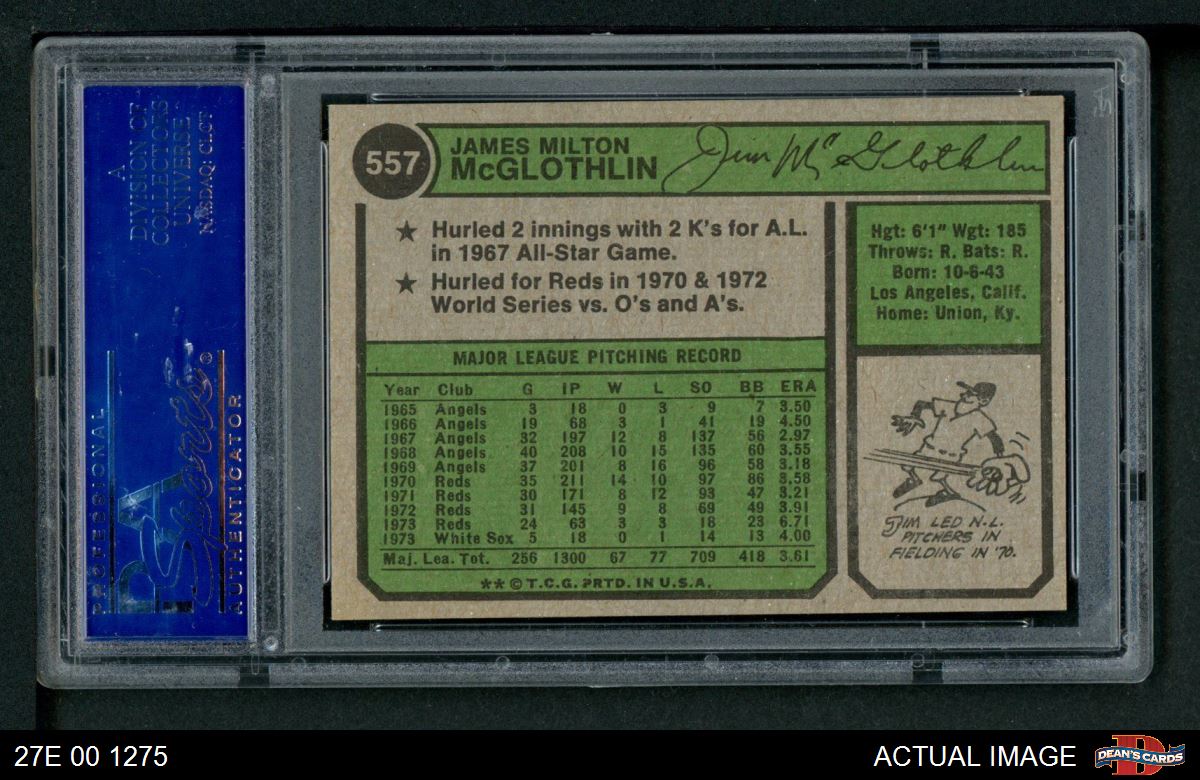 A
DIVISION OF
COLLECTORS
UNIVERSE
NASDAQ: CLCT
PROFESSIONAL
PSA
Sports
®
AUTHENTICATOR
557
JAMES MILTON
McGLOTHLIN
Jim McGlothlin
★ Hurled 2 innings with 2 K's for A.L.
in 1967 All-Star Game.
★ Hurled for Reds in 1970 & 1972
World Series vs. O's and A's.
Hgt: 6'1" Wgt: 185
Throws: R. Bats: R.
Born: 10-6-43
Los Angeles, Calif.
Home: Union, Ky.
MAJOR LEAGUE PITCHING RECORD
Year Club G IP W L SO BB ERA
1965 Angels 3 18 0 3 9 7 3.50
1966 Angels 19 68 3 1 41 19 4.50
1967 Angels 32 197 12 8 137 56 2.97
1968 Angels 40 208 10 15 135 60 3.55
1969 Angels 37 201 8 16 96 58 3.18
1970 Reds 35 211 14 10 97 86 3.58
1971 Reds 30 171 8 12 93 47 3.21
1972 Reds 31 145 9 8 69 49 3.91
1973 Reds 24 63 3 3 18 23 6.71
1973 White Sox 5 18 0 1 14 13 4.00
Maj. Lea. Tot. 256 1300 67 77 709 418 3.61
** © T.C.G. PRTD. IN U.S.A.
JIM LED N.L.
PITCHERS IN
FIELDING IN '70.
27E 00 1275
ACTUAL IMAGE
DEAN'S CARDS